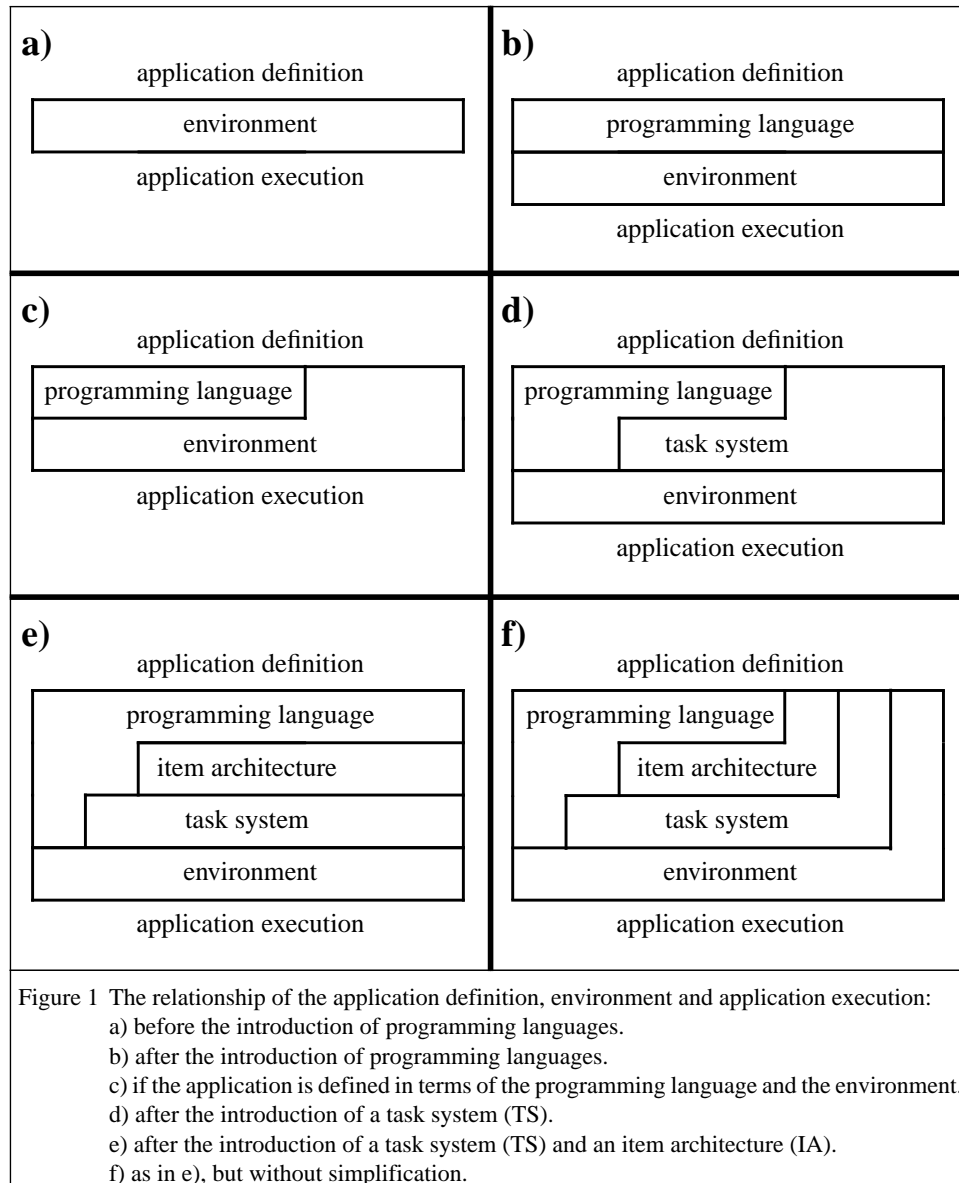 a)
application definition
environment
application execution
b)
application definition
programming language
environment
application execution
c)
application definition
programming language
environment
application execution
d)
application definition
programming language
task system
environment
application execution
e)
application definition
programming language
item architecture
task system
environment
application execution
f)
application definition
programming language
item architecture
task system
environment
application execution
Figure 1 The relationship of the application definition, environment and application execution:
a) before the introduction of programming languages.
b) after the introduction of programming languages.
c) if the application is defined in terms of the programming language and the environment.
d) after the introduction of a task system (TS).
e) after the introduction of a task system (TS) and an item architecture (IA).
f) as in e), but without simplification.